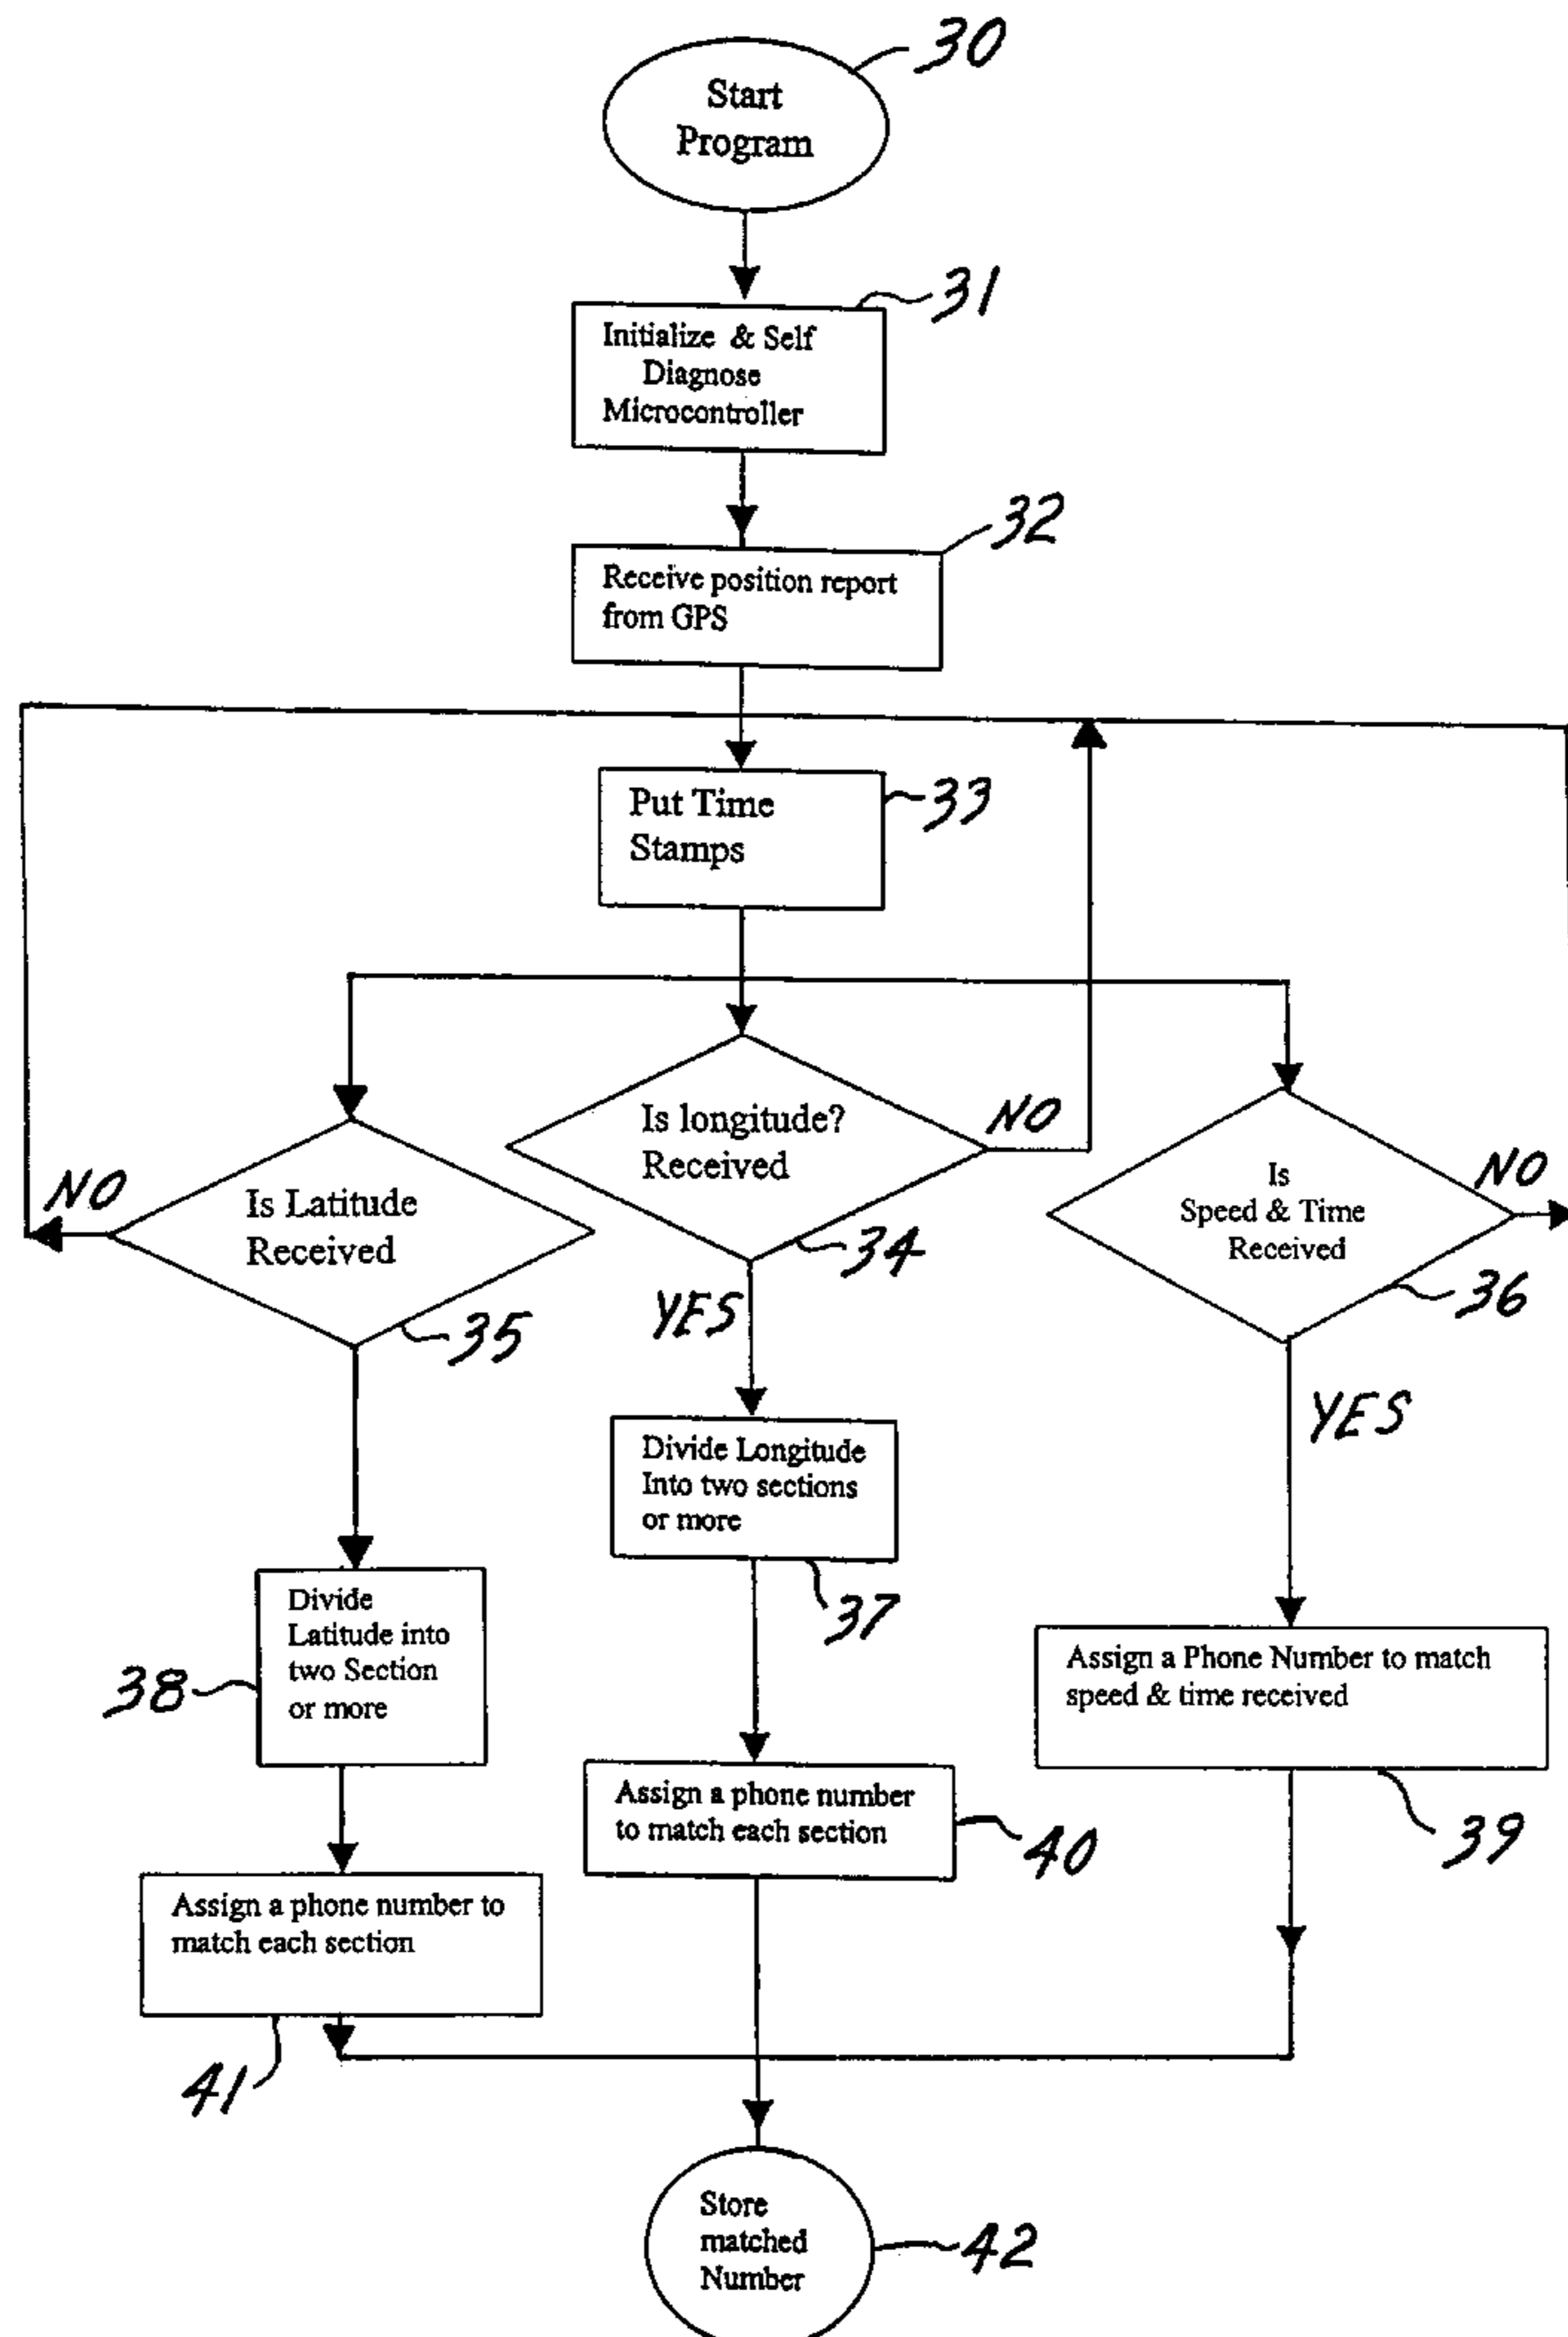 30
Start
Program
31
Initialize & Self
Diagnose
Microcontroller
32
Receive position report
from GPS
33
Put Time
Stamps
Is longitude?
Received
NO
34
YES
Is Latitude
Received
NO
35
Is
Speed & Time
Received
NO
36
YES
Divide Longitude
Into two sections
or more
37
Divide
Latitude into
two Section
or more
38
Assign a Phone Number to match
speed & time received
39
Assign a phone number
to match each section
40
Assign a phone number to
match each section
41
Store
matched
Number
42